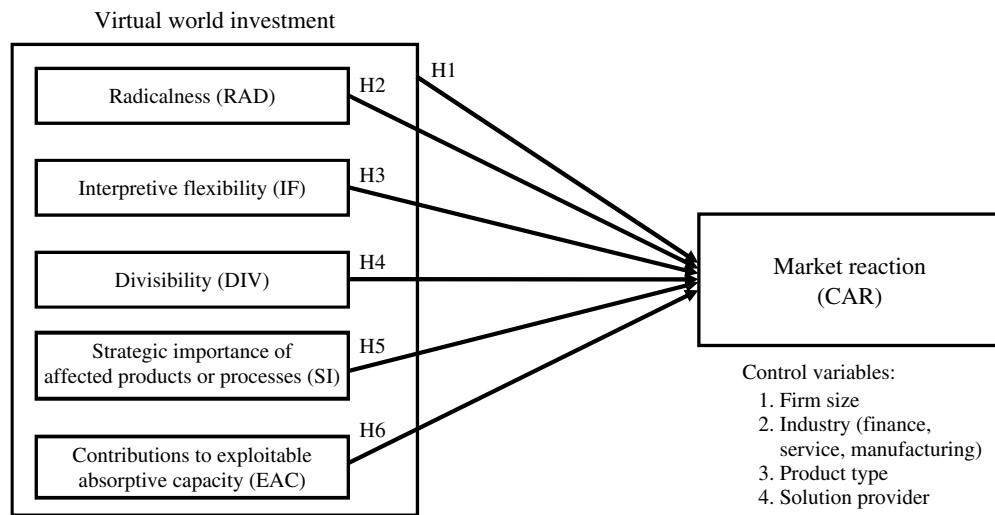 Virtual world investment
H1
Radicalness (RAD)
H2
Interpretive flexibility (IF)
H3
Divisibility (DIV)
H4
Strategic importance of
affected products or processes (SI)
H5
Contributions to exploitable
absorptive capacity (EAC)
H6
Market reaction
(CAR)
Control variables:
1. Firm size
2. Industry (finance,
service, manufacturing)
3. Product type
4. Solution provider